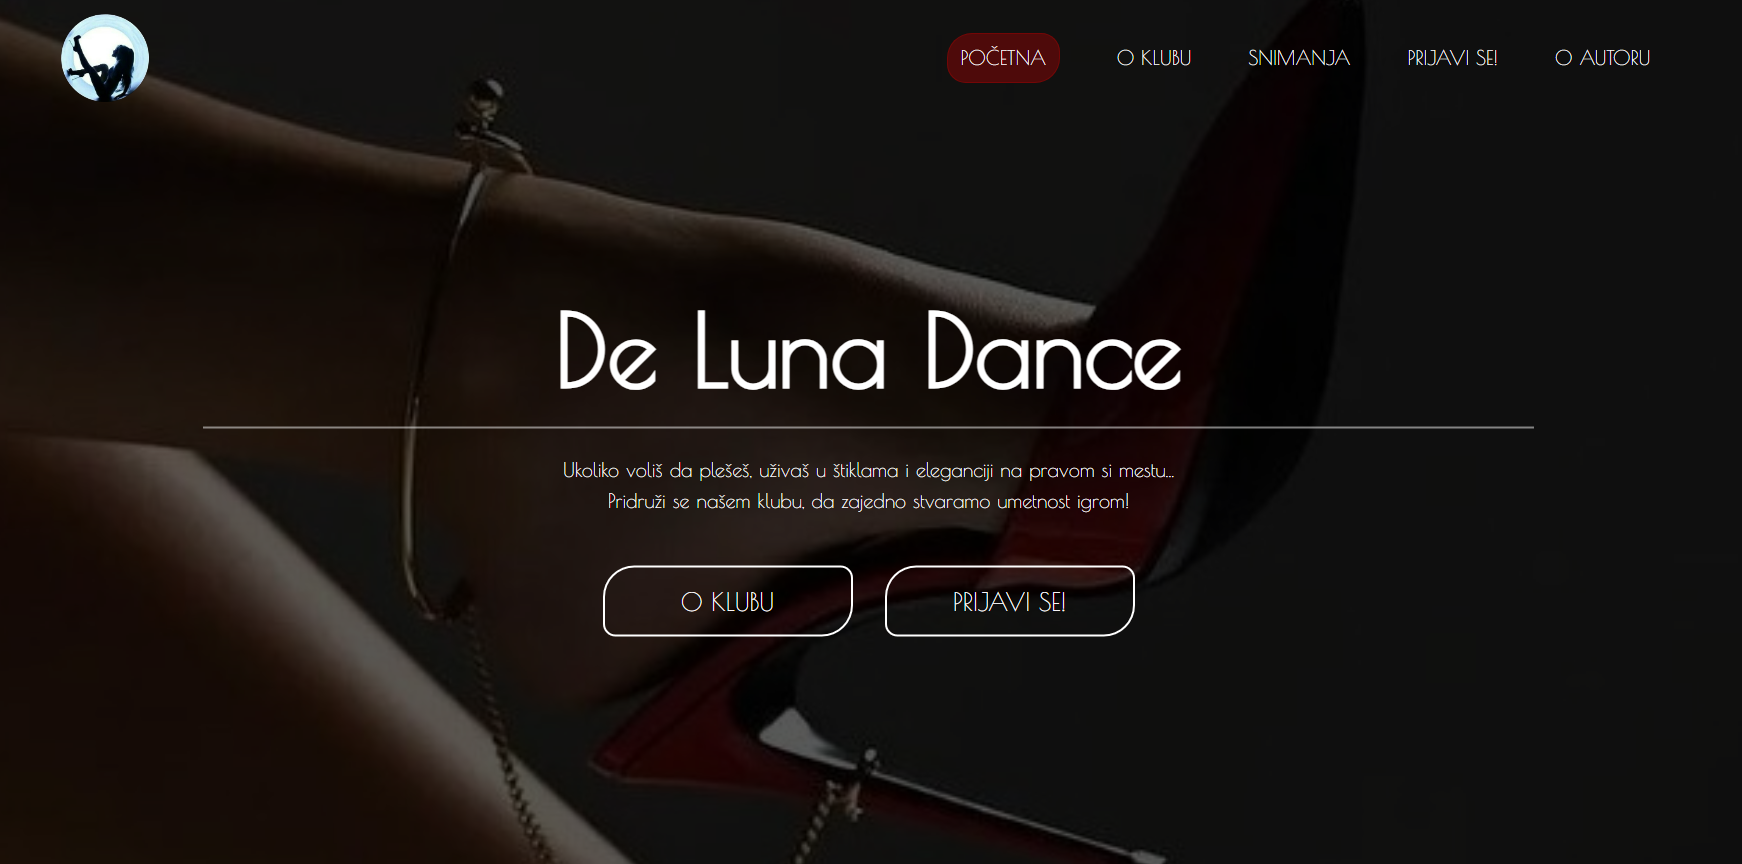 POČETNA
O KLUBU
SNIMANJA
PRIJAVI SE!
O AUTORU
De Luna Dance
Ukoliko voliš da plešeš, uživaš u štiklama i eleganciji na pravom si mestu...
Pridruži se našem klubu, da zajedno stvaramo umetnost igrom!
O KLUBU
PRIJAVI SE!